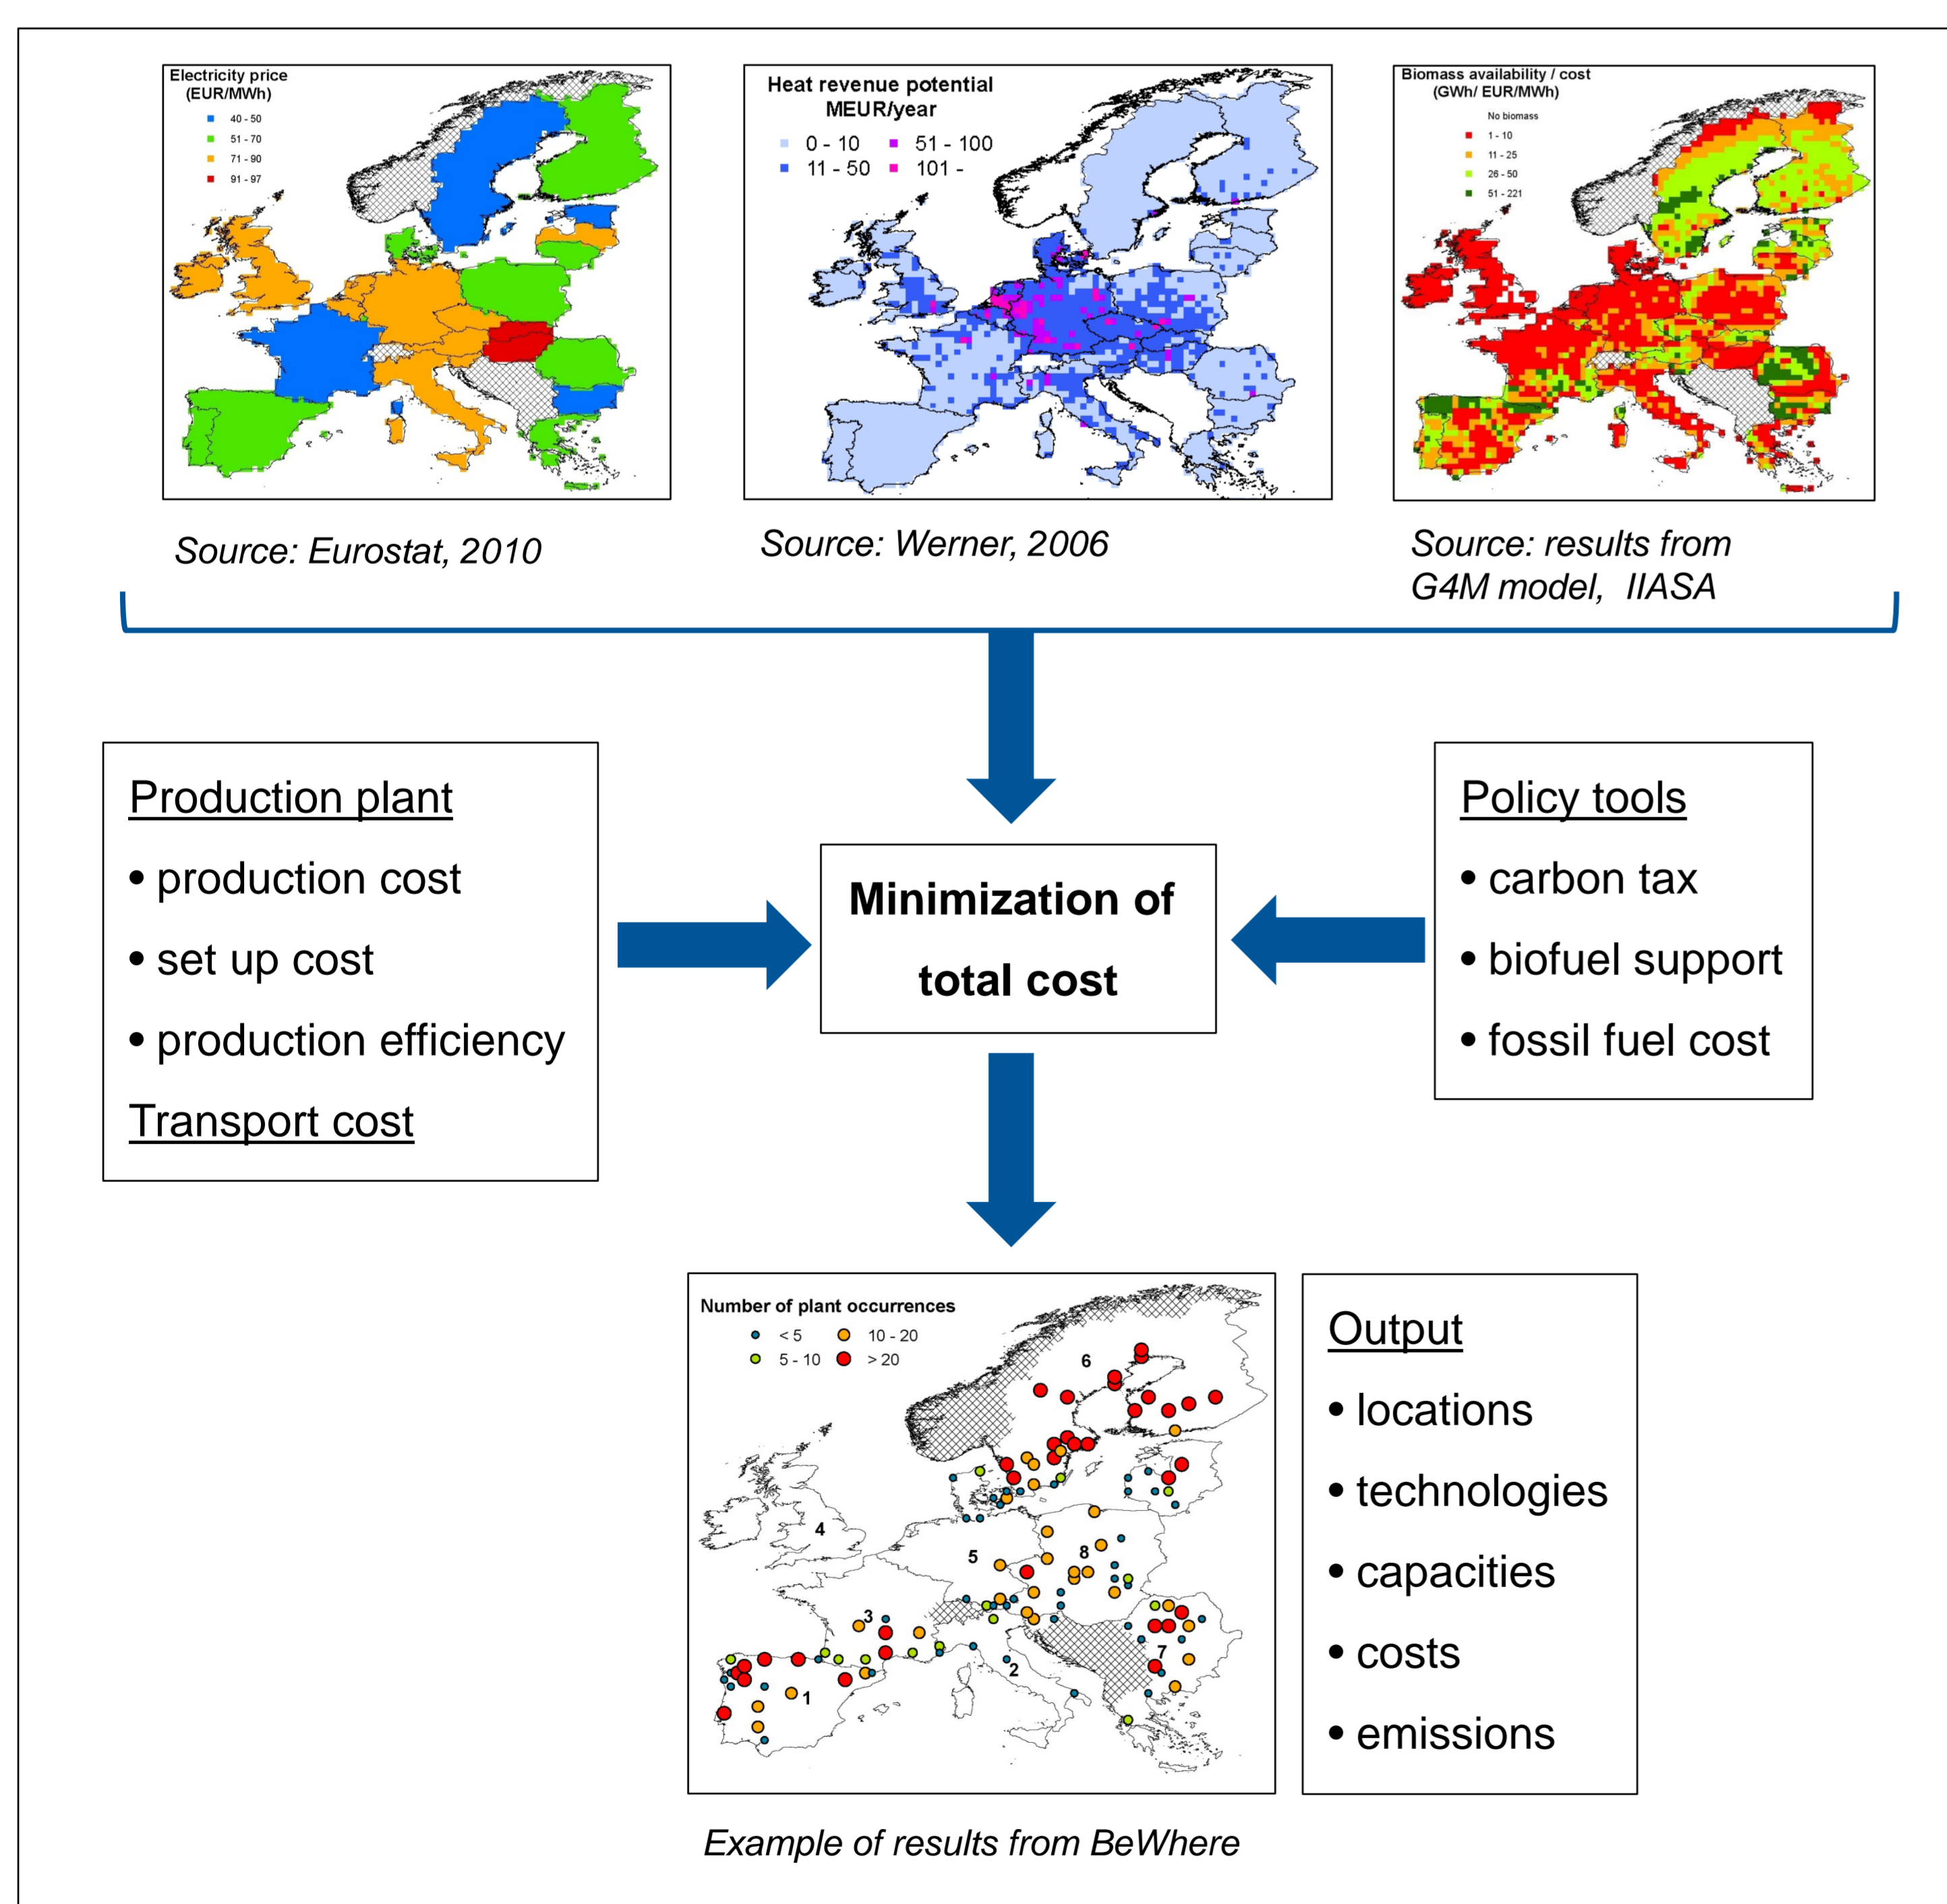 Electricity price
(EUR/MWh)
40 - 50
51 - 70
71 - 90
91 - 97
Heat revenue potential
MEUR/year
0 - 10
51 - 100
11 - 50
101 -
Biomass availability / cost
(GWh/ EUR/MWh)
No biomass
1 - 10
11 - 25
26 - 50
51 - 221
Source: Eurostat, 2010
Source: Werner, 2006
Source: results from
G4M model, IIASA
Production plant
• production cost
• set up cost
• production efficiency
Transport cost
Minimization of
total cost
Policy tools
• carbon tax
• biofuel support
• fossil fuel cost
Number of plant occurrences
< 5
10 - 20
5 - 10
> 20
6
4
5
8
3
7
2
1
Output
• locations
• technologies
• capacities
• costs
• emissions
Example of results from BeWhere